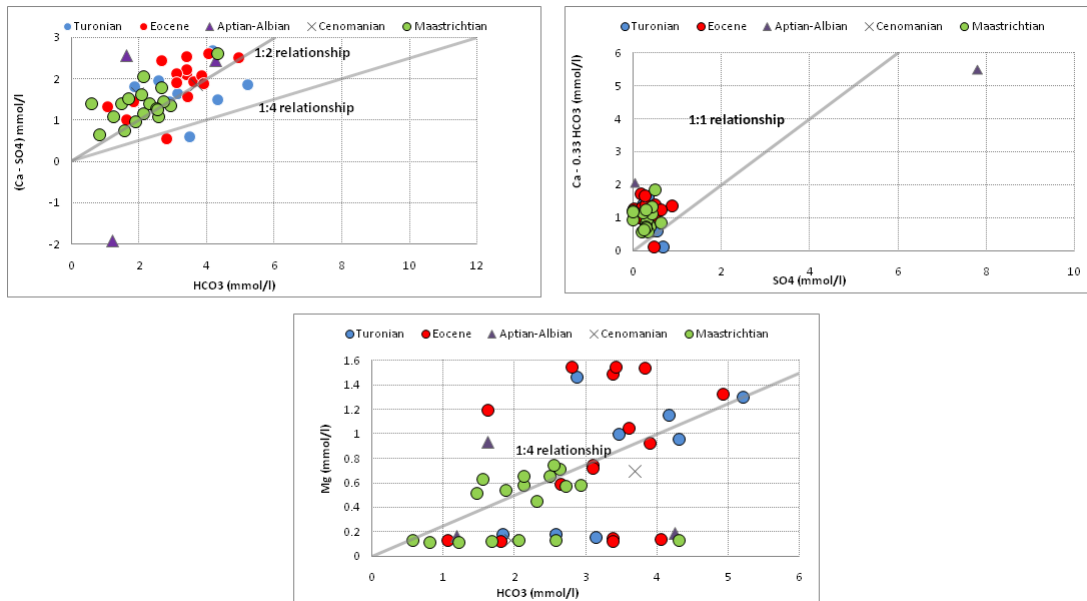 Turonian Eocene Aptian-Albian Cenomanian Maastrichtian
3
2
1
0
-1
-2
(Ca - SO4) mmol/l
1:2 relationship
1:4 relationship
0 2 4 6 8 10 12
HCO3 (mmol/l)
Turonian Eocene Aptian-Albian Cenomanian Maastrichtian
6
5
4
3
2
1
0
Ca - 0.33 HCO3
1:1 relationship
0 2 4 6 8 10
SO4 (mmol/l)
Turonian Eocene Aptian-Albian Cenomanian Maastrichtian
1.6
1.4
1.2
1
0.8
0.6
0.4
0.2
0
Mg (mmol/l)
1:4 relationship
0 1 2 3 4 5 6
HCO3 (mmol/l)